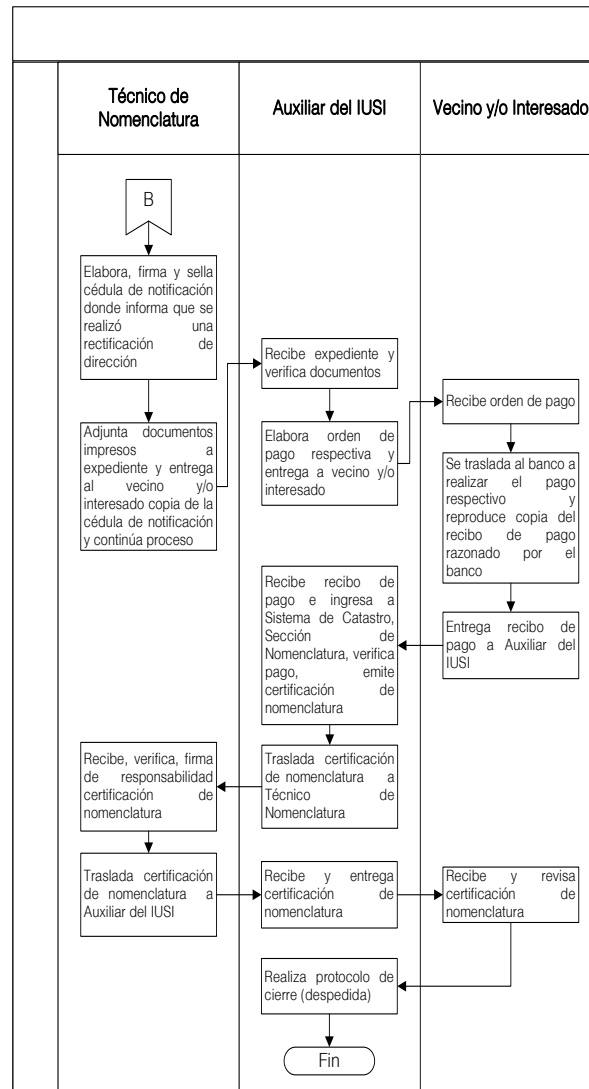 Técnico de
Nomenclatura
Auxiliar del IUSI
Vecino y/o Interesado
B
Elabora, firma y sella
cédula de notificación
donde informa que se
realizó una
rectificación de
dirección
Adjunta documentos
impresos a
expediente y entrega
al vecino y/o
interesado copia de la
cédula de notificación
y continúa proceso
Recibe expediente y
verifica documentos
Elabora orden de
pago respectiva y
entrega a vecino y/o
interesado
Recibe orden de pago
Se traslada al banco a
realizar el pago
respectivo y
reproduce copia del
recibo de pago
razonado por el
banco
Entrega recibo de
pago a Auxiliar del
IUSI
Recibe recibo de
pago e ingresa a
Sistema de Catastro,
Sección de
Nomenclatura, verifica
pago, emite
certificación de
nomenclatura
Traslada certificación
de nomenclatura a
Técnico de
Nomenclatura
Recibe, verifica, firma
de responsabilidad
certificación de
nomenclatura
Traslada certificación
de nomenclatura a
Auxiliar del IUSI
Recibe y entrega
certificación de
nomenclatura
Recibe y revisa
certificación de
nomenclatura
Realiza protocolo de
cierre (despedida)
Fin